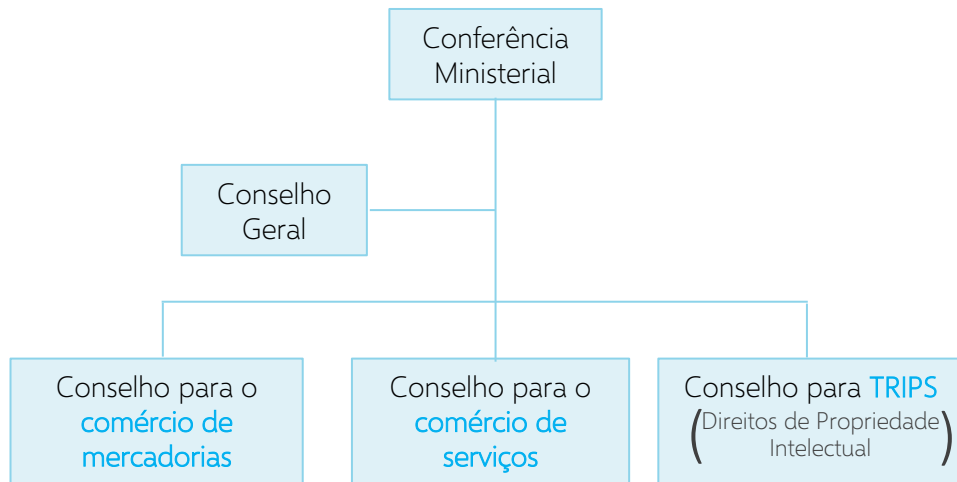 Conferência
Ministerial
Conselho
Geral
Conselho para o
comércio de
mercadorias
Conselho para o
comércio de
serviços
Conselho para TRIPS
(Direitos de Propriedade
Intelectual)